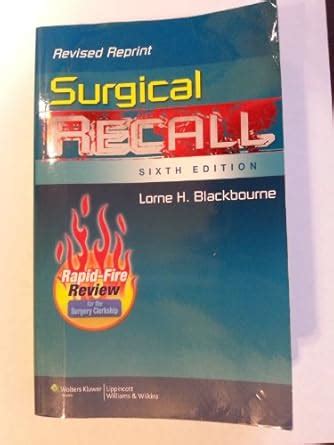 Revised Reprint
Surgical
RECALL
SIXTH EDITION
Lorne H. Blackbourne
Rapid-Fire
Review
for the
Surgery Clerkship
Wolters Kluwer
Lippincott
Williams & Wilkins